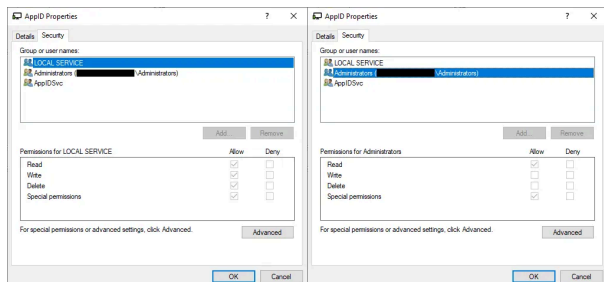 AppID Properties
? ×
Details Security
Group or user names:
LOCAL SERVICE
Administrators ( \Administrators)
AppIDSvc
Add... Remove
Permissions for LOCAL SERVICE Allow Deny
Read
Write
Delete
Special permissions
For special permissions or advanced settings, click Advanced.
Advanced
OK Cancel
AppID Properties
? ×
Details Security
Group or user names:
LOCAL SERVICE
Administrators ( \Administrators)
AppIDSvc
Add... Remove
Permissions for Administrators Allow Deny
Read
Write
Delete
Special permissions
For special permissions or advanced settings, click Advanced.
Advanced
OK Cancel